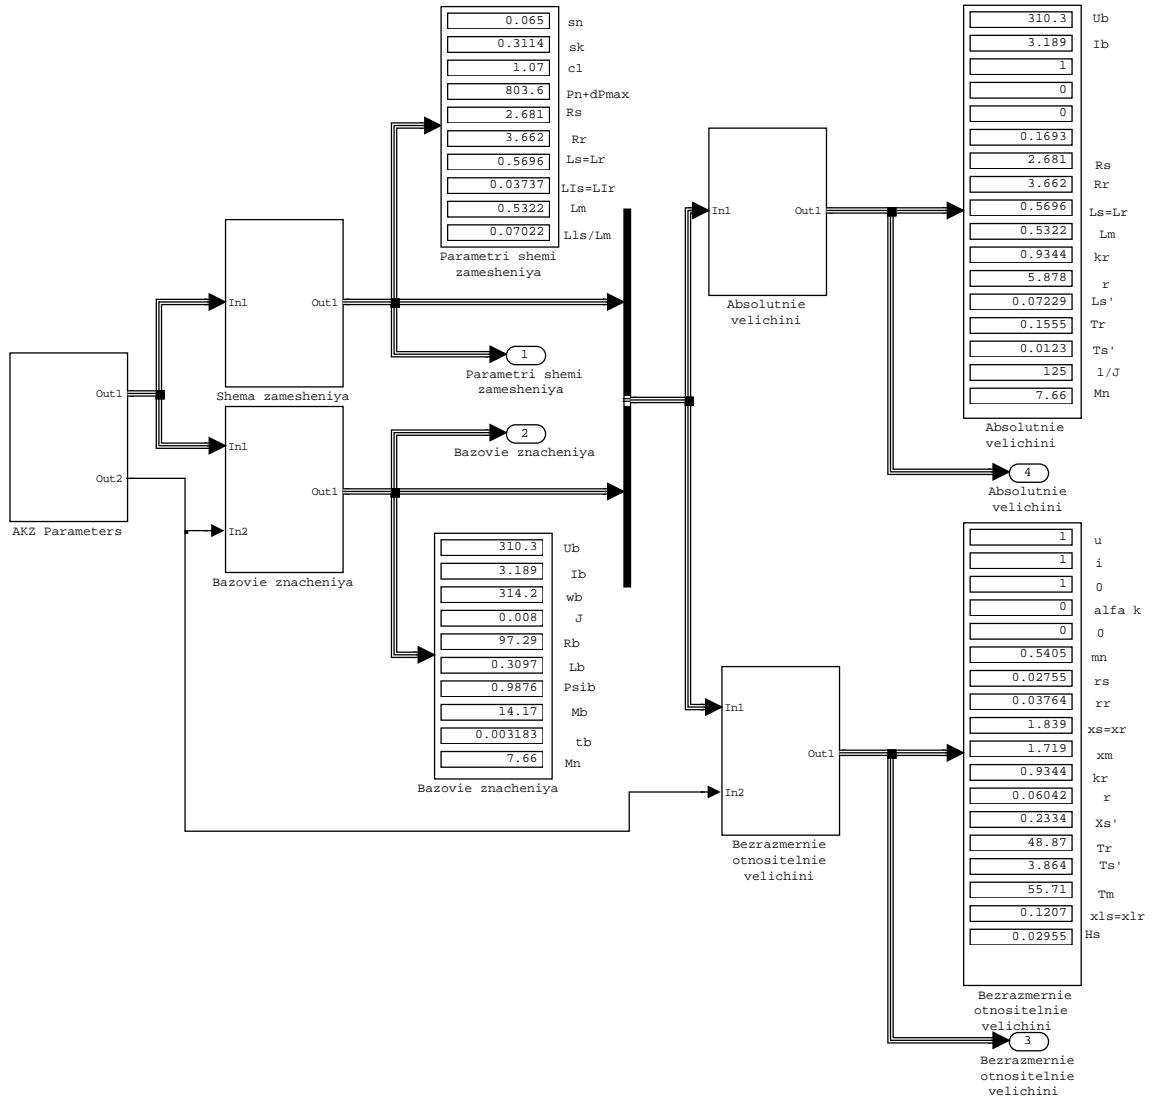 Out1
Out2
AKZ Parameters
In1
Out1
Shema zamesheniya
In1
Out1
In2
Bazovie znacheniya
0.065 sn
0.3114 sk
1.07 c1
803.6 Pn+dPmax
2.681 Rs
3.662 Rr
0.5696 Ls=Lr
0.03737 LIs=LIr
0.5322 Lm
0.07022 Lls/Lm
Parametri shemi
zamesheniya
1
Parametri shemi
zamesheniya
2
Bazovie znacheniya
310.3 Ub
3.189 Ib
314.2 wb
0.008 J
97.29 Rb
0.3097 Lb
0.9876 Psib
14.17 Mb
0.003183 tb
7.66 Mn
Bazovie znacheniya
In1
Out1
Absolutnie
velichini
In1
Out1
In2
Bezrazmernie
otnositelnie
velichini
310.3 Ub
3.189 Ib
1
0
0
0.1693
2.681 Rs
3.662 Rr
0.5696 Ls=Lr
0.5322 Lm
0.9344 kr
5.878 r
0.07229 Ls'
0.1555 Tr
0.0123 Ts'
125 1/J
7.66 Mn
Absolutnie
velichini
4
Absolutnie
velichini
1 u
1 i
1 0
0 alfa k
0 0
0.5405 mn
0.02755 rs
0.03764 rr
1.839 xs=xr
1.719 xm
0.9344 kr
0.06042 r
0.2334 Xs'
48.87 Tr
3.864 Ts'
55.71 Tm
0.1207 xls=xlr
0.02955 Hs
Bezrazmernie
otnositelnie
velichini
3
Bezrazmernie
otnositelnie
velichini